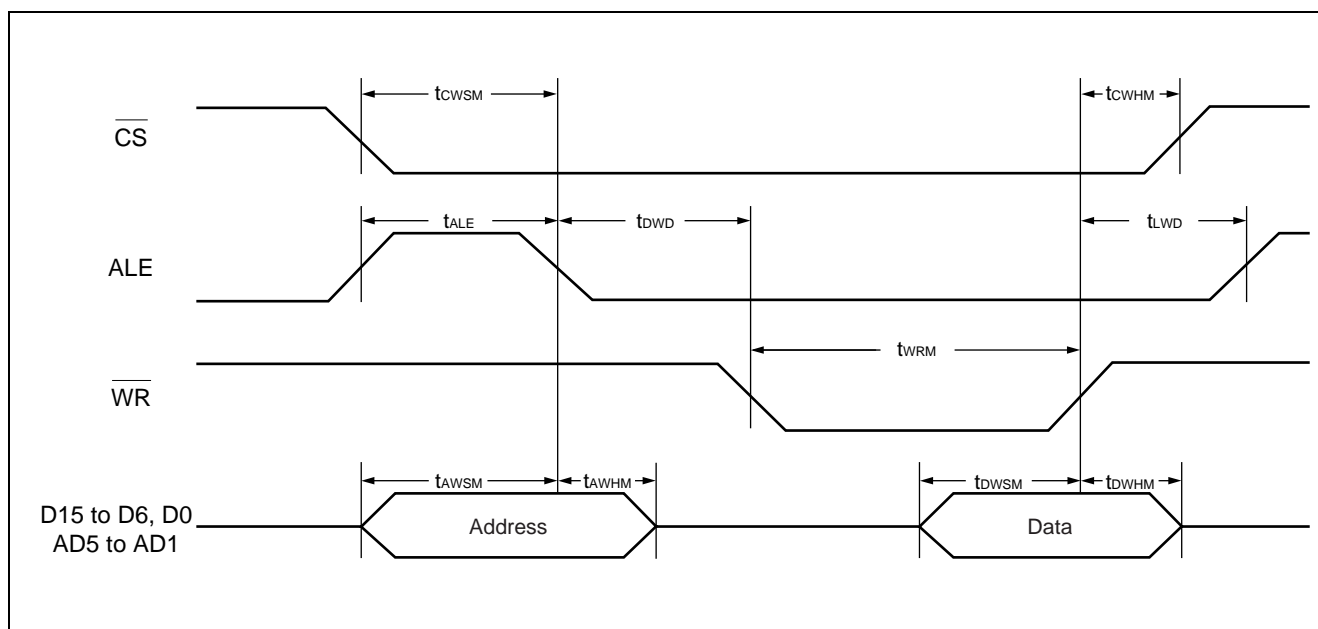 tCWSM
tCWHM
CS
tALE
tDWD
tLWD
ALE
tWRM
WR
tAWSM
tAWHM
tDWSM
tDWHM
D15 to D6, D0
AD5 to AD1
Address
Data